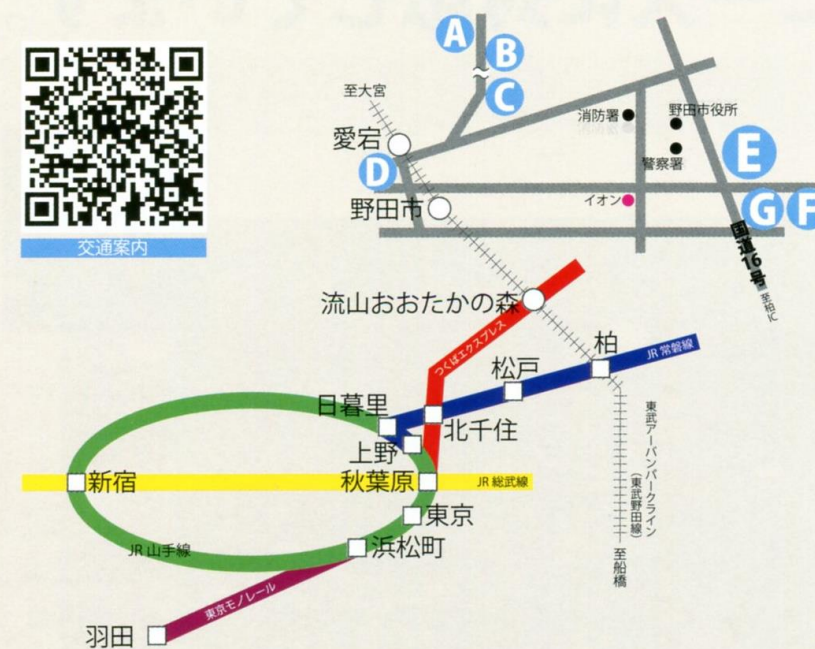 A
B
C
至大宮
愛宕
消防署
野田市役所
警察署
E
D
野田市
イオン
G
F
交通案内
国道16号
至柏IC
流山おおたかの森
つくばエクスプレス
柏
松戸
JR 常磐線
日暮里
北千住
上野
東武アーバンパークライン
(東武野田線)
新宿
秋葉原
JR 総武線
東京
JR 山手線
浜松町
至船橋
東京モノレール
羽田